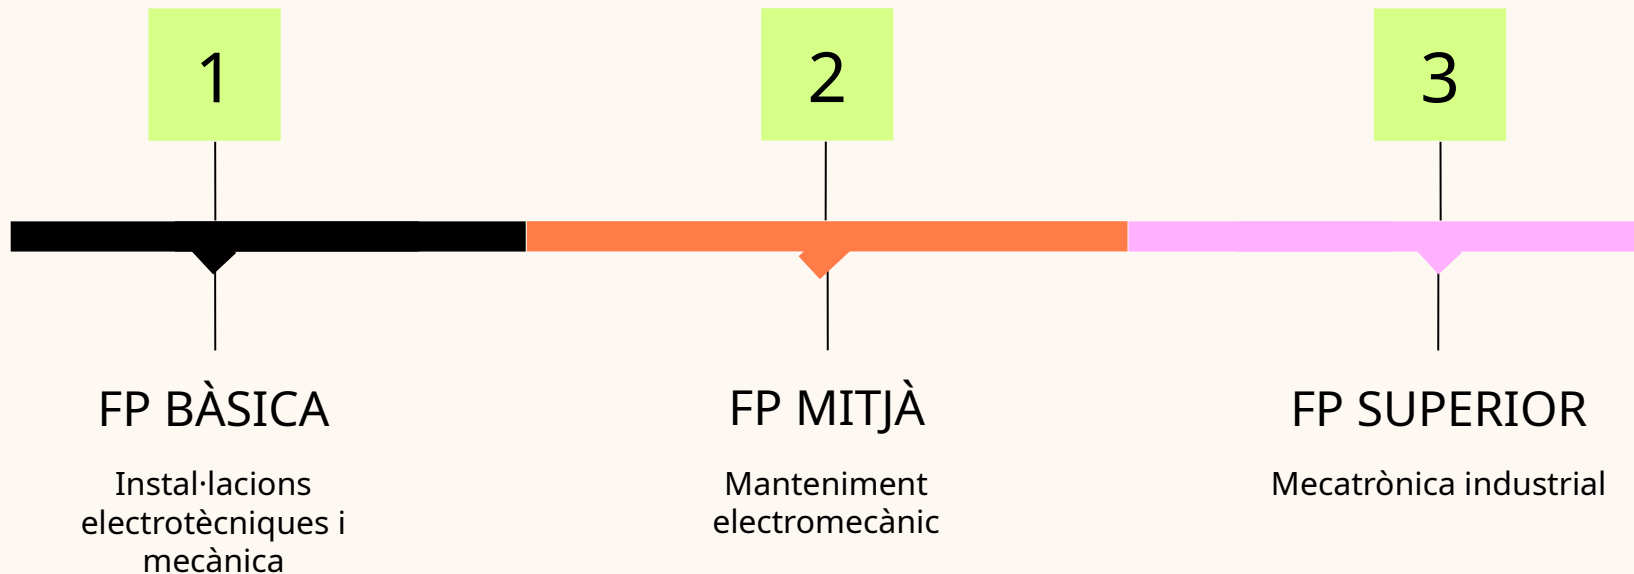 1
2
3
FP BÀSICA
Instal·lacions
electrotècniques i
mecànica
FP MITJÀ
Manteniment
electromecànic
FP SUPERIOR
Mecatrònica industrial